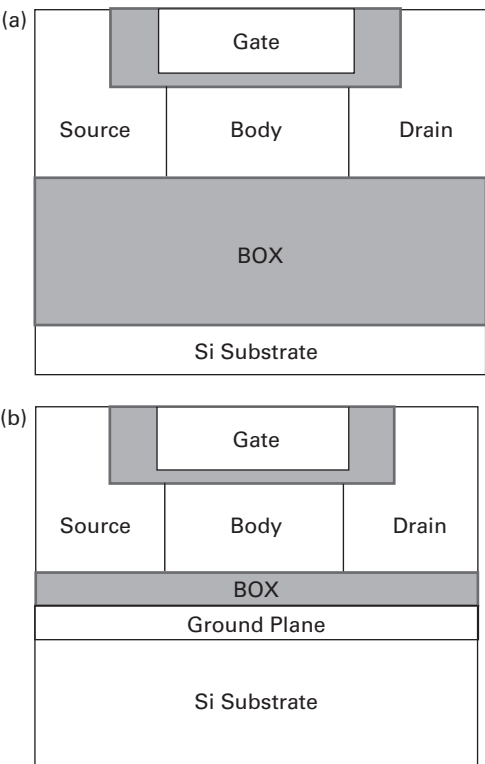 (a)
Gate
Source Body Drain
BOX
Si Substrate
(b)
Gate
Source Body Drain
BOX
Ground Plane
Si Substrate